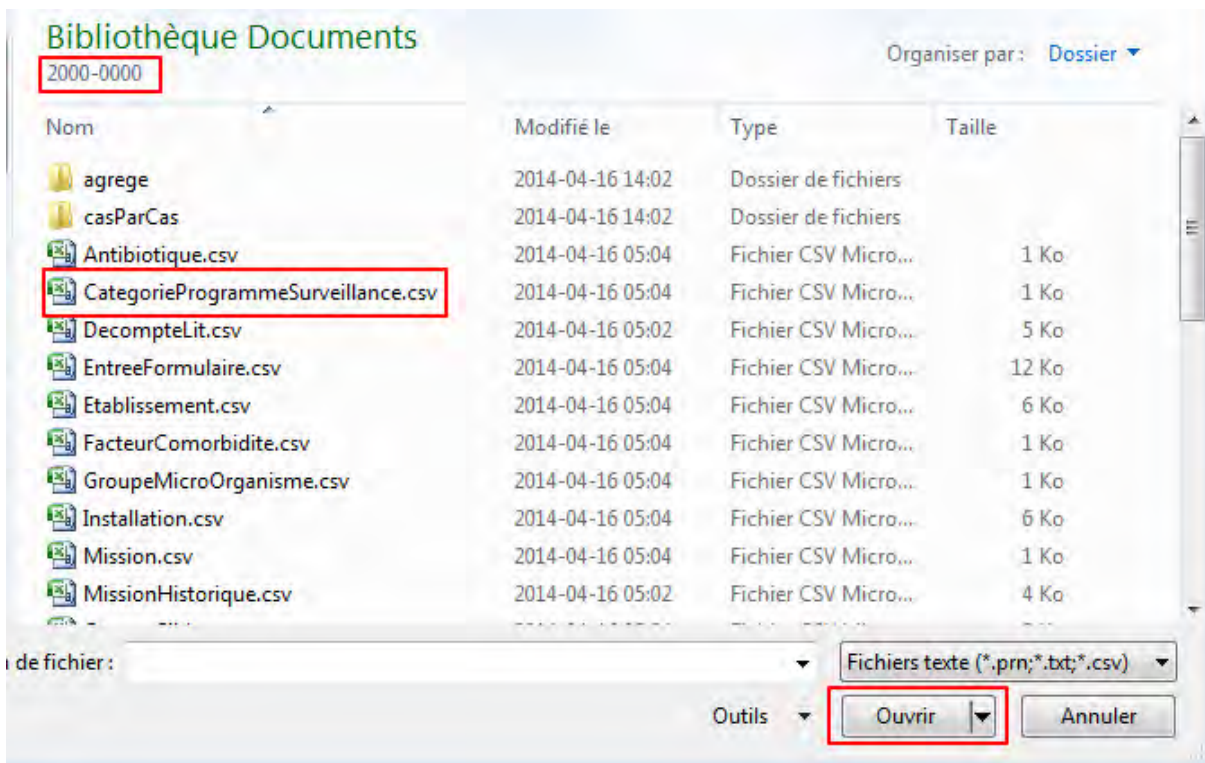 Bibliothèque Documents
2000-0000
Organiser par : Dossier
Nom Modifié le Type Taille
agrege 2014-04-16 14:02 Dossier de fichiers
casParCas 2014-04-16 14:02 Dossier de fichiers
Antibiotique.csv 2014-04-16 05:04 Fichier CSV Micro... 1 Ko
CategorieProgrammeSurveillance.csv 2014-04-16 05:04 Fichier CSV Micro... 1 Ko
DecompteLit.csv 2014-04-16 05:02 Fichier CSV Micro... 5 Ko
EntreeFormulaire.csv 2014-04-16 05:04 Fichier CSV Micro... 12 Ko
Etablissement.csv 2014-04-16 05:04 Fichier CSV Micro... 6 Ko
FacteurComorbidite.csv 2014-04-16 05:04 Fichier CSV Micro... 1 Ko
GroupeMicroOrganisme.csv 2014-04-16 05:04 Fichier CSV Micro... 1 Ko
Installation.csv 2014-04-16 05:04 Fichier CSV Micro... 6 Ko
Mission.csv 2014-04-16 05:04 Fichier CSV Micro... 1 Ko
MissionHistorique.csv 2014-04-16 05:02 Fichier CSV Micro... 4 Ko
de fichier : Fichiers texte (*.prn;*.txt;*.csv)
Outils Ouvrir Annuler